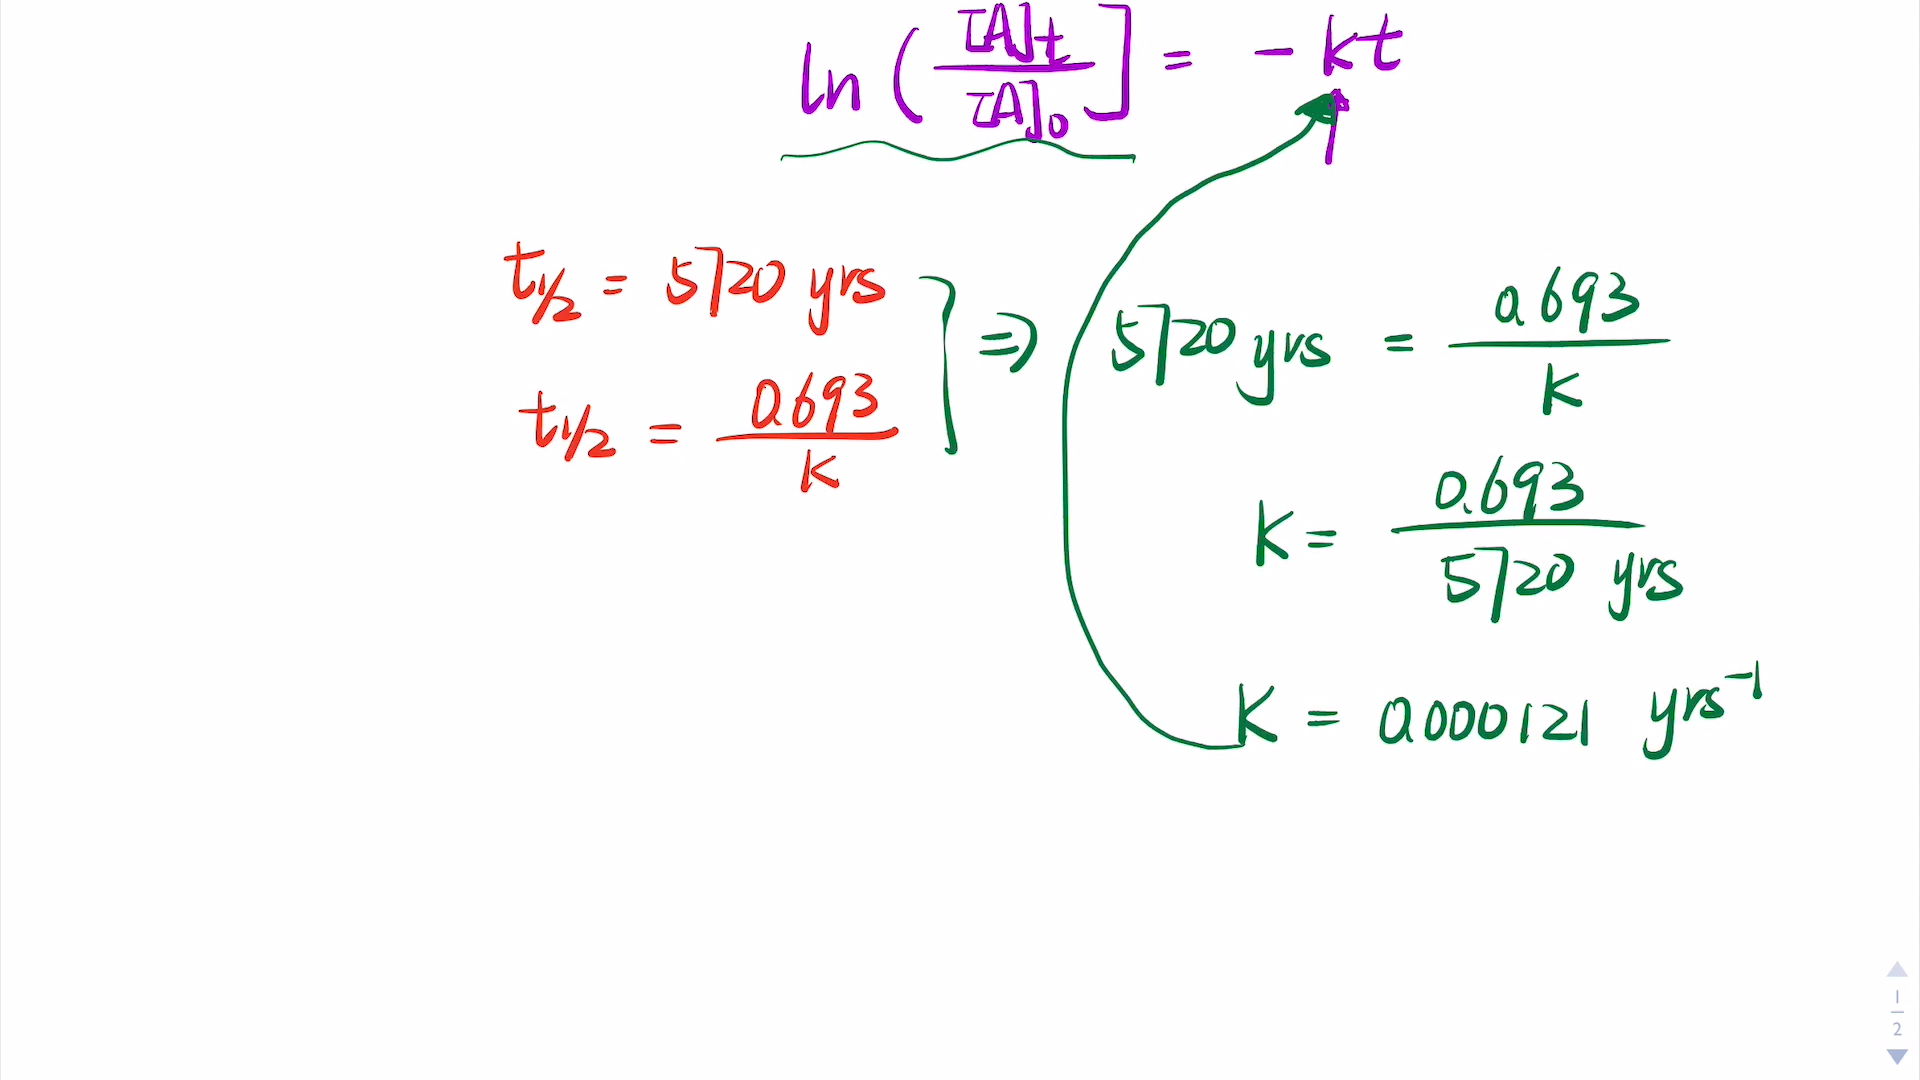 ln ( [A]t / [A]0 ] = - kt
t1/2 = 5720 yrs
t1/2 = 0.693 / k
⇒ 5720 yrs = 0.693 / k
k = 0.693 / 5720 yrs
k = 0.000121 yrs⁻¹
1
2